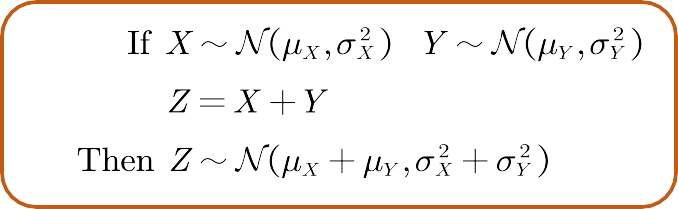 If X ∼ 𝒩(μ_X, σ_X^2) Y ∼ 𝒩(μ_Y, σ_Y^2)
Z = X + Y
Then Z ∼ 𝒩(μ_X + μ_Y, σ_X^2 + σ_Y^2)